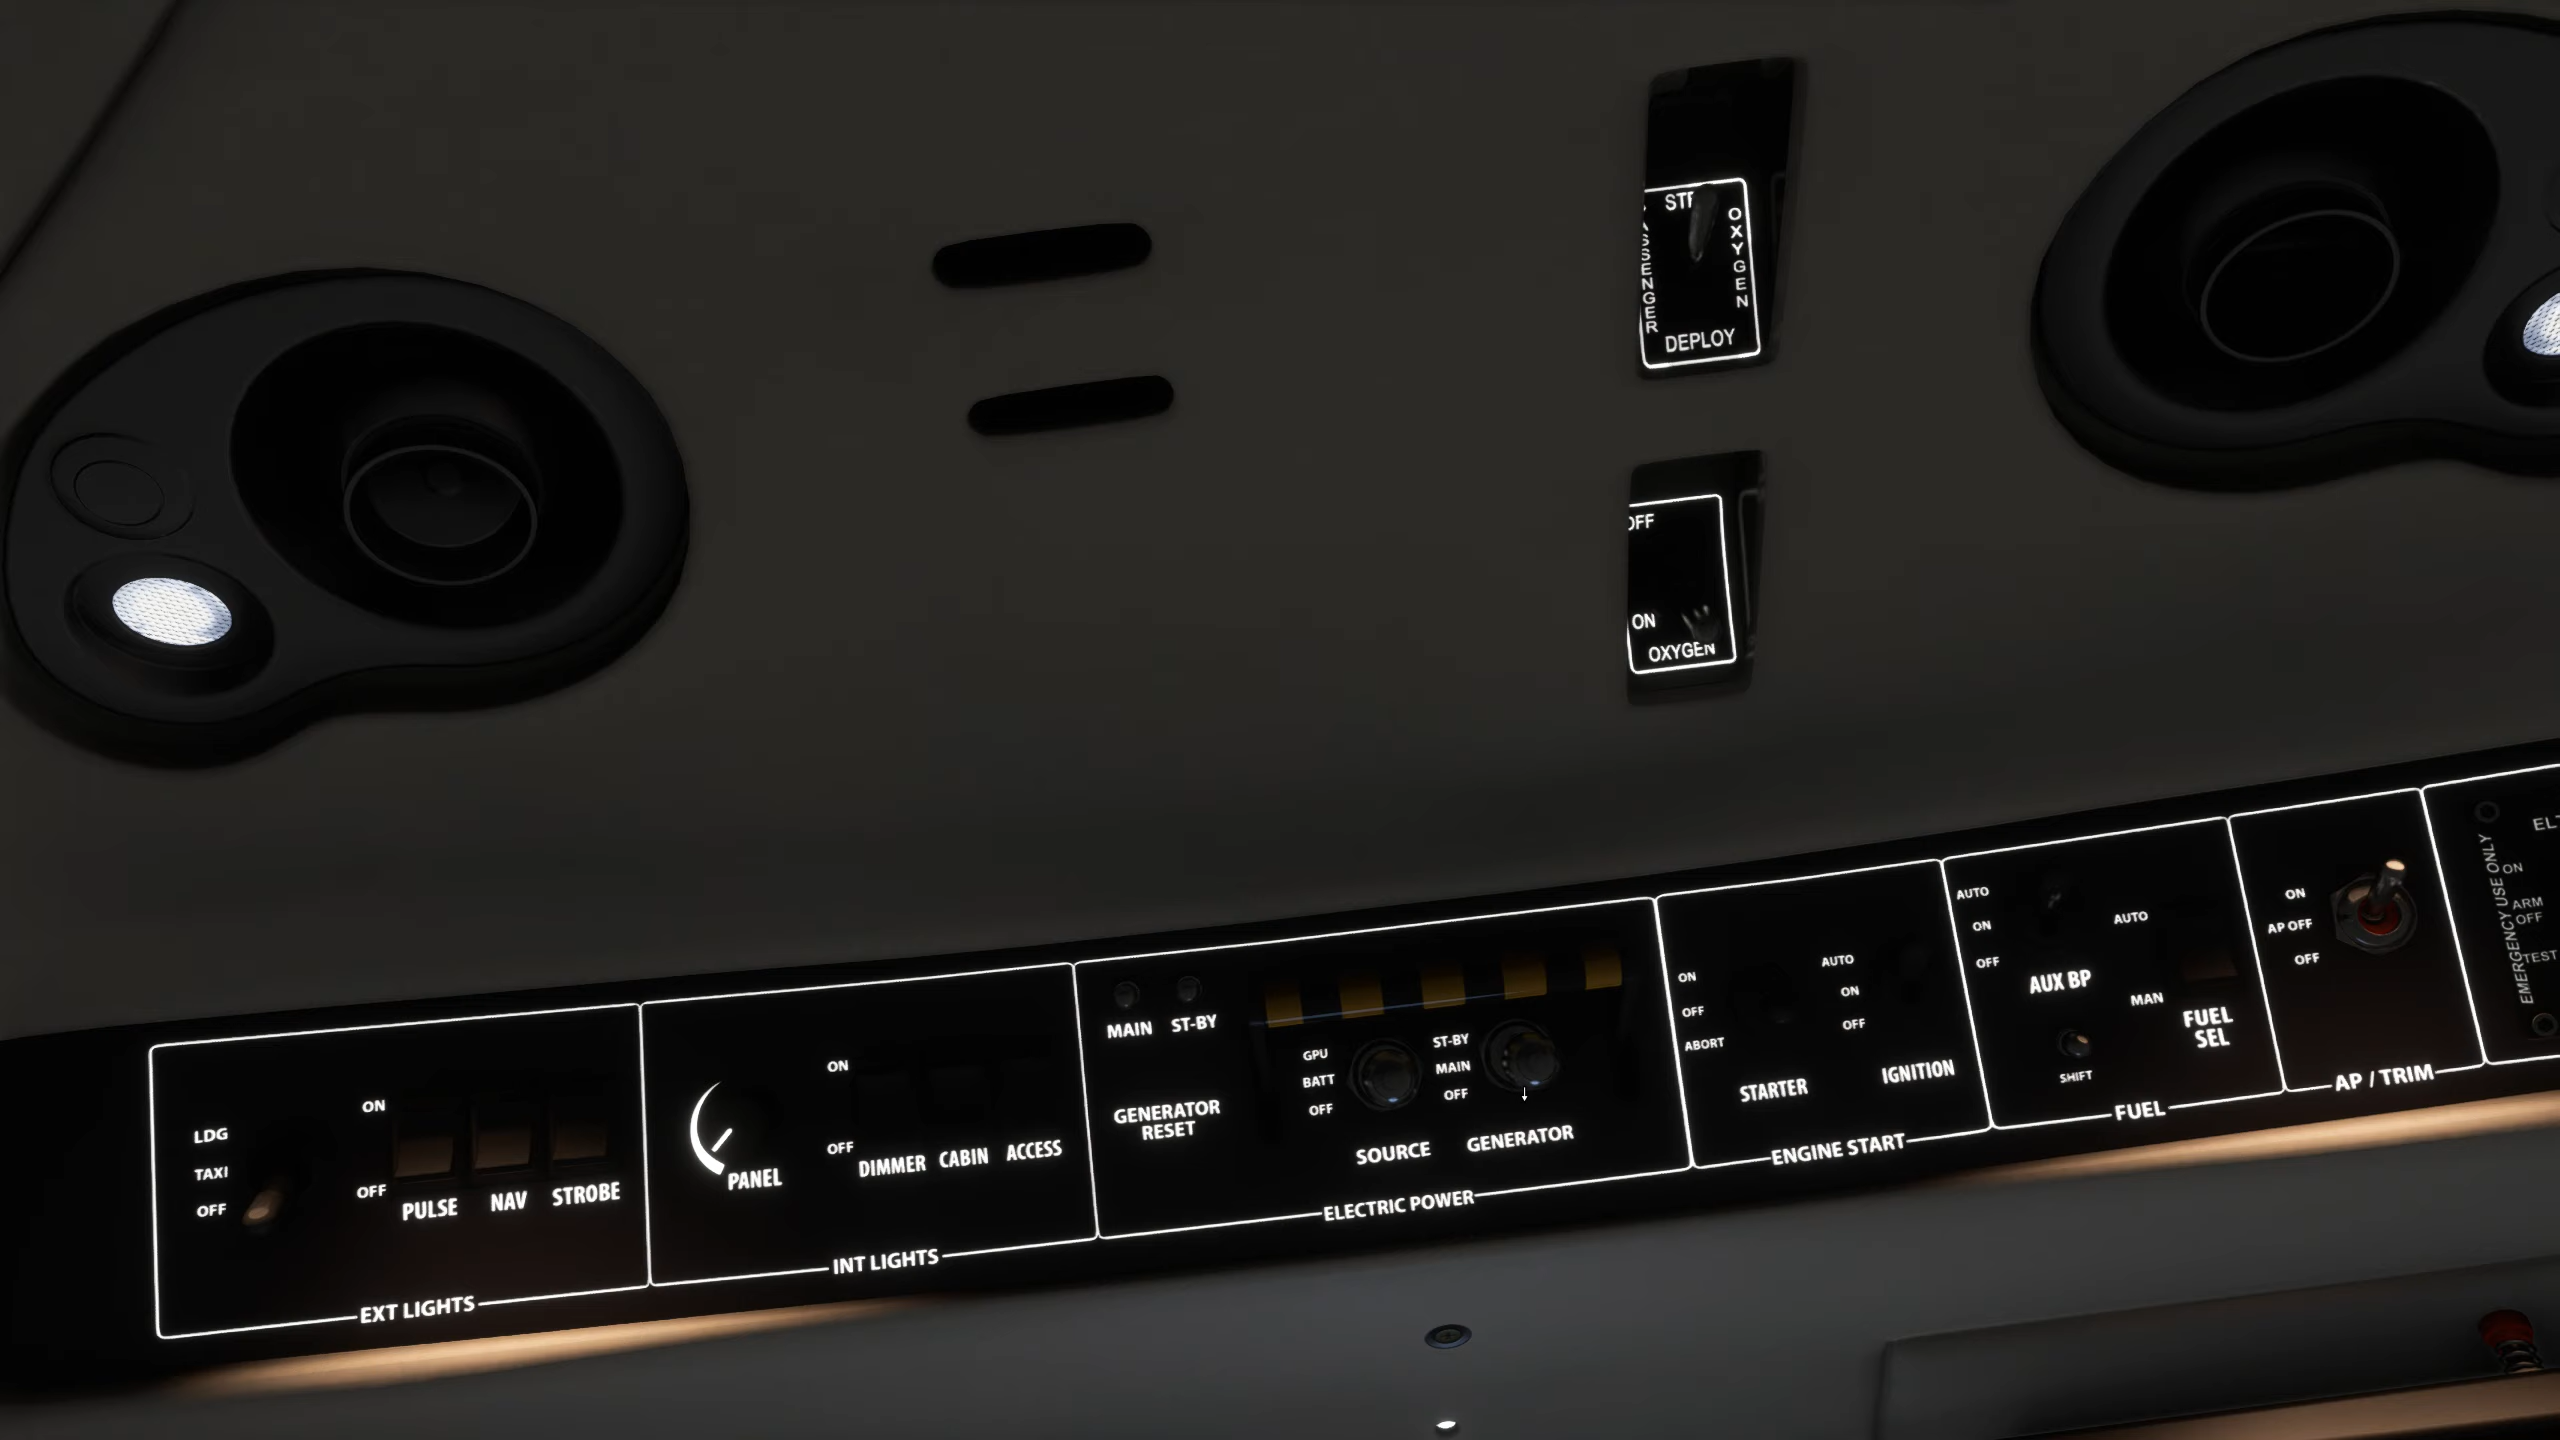 STR
PASSENGER
OXYGEN
DEPLOY
OFF
ON
OXYGEN
LDG
TAXI
OFF
ON
OFF
PULSE
NAV
STROBE
EXT LIGHTS
PANEL
ON
OFF
DIMMER
CABIN
ACCESS
INT LIGHTS
MAIN
ST-BY
GENERATOR
RESET
GPU
BATT
OFF
SOURCE
ST-BY
MAIN
OFF
GENERATOR
ELECTRIC POWER
ON
OFF
ABORT
STARTER
AUTO
ON
OFF
IGNITION
ENGINE START
AUTO
ON
OFF
AUX BP
SHIFT
AUTO
MAN
FUEL
SEL
FUEL
ON
AP OFF
OFF
AP / TRIM
EMERGENCY USE ONLY
ELT
ON
ARM
OFF
TEST